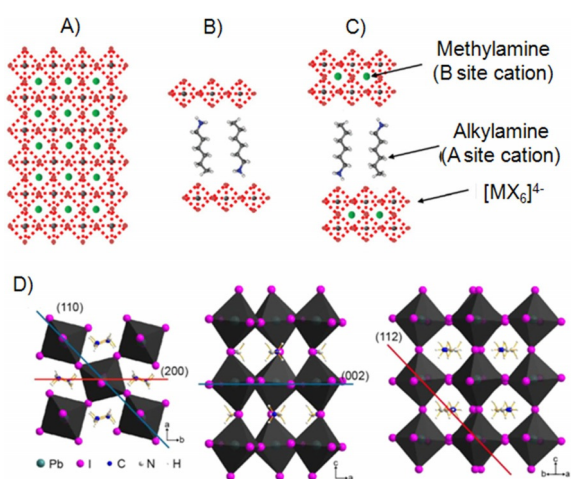 A)
B)
C)
Methylamine
(B site cation)
Alkylamine
(A site cation)
[MX6]4-
D)
(110)
(200)
a
b
Pb I C N H
(002)
c
a
(112)
c
b a